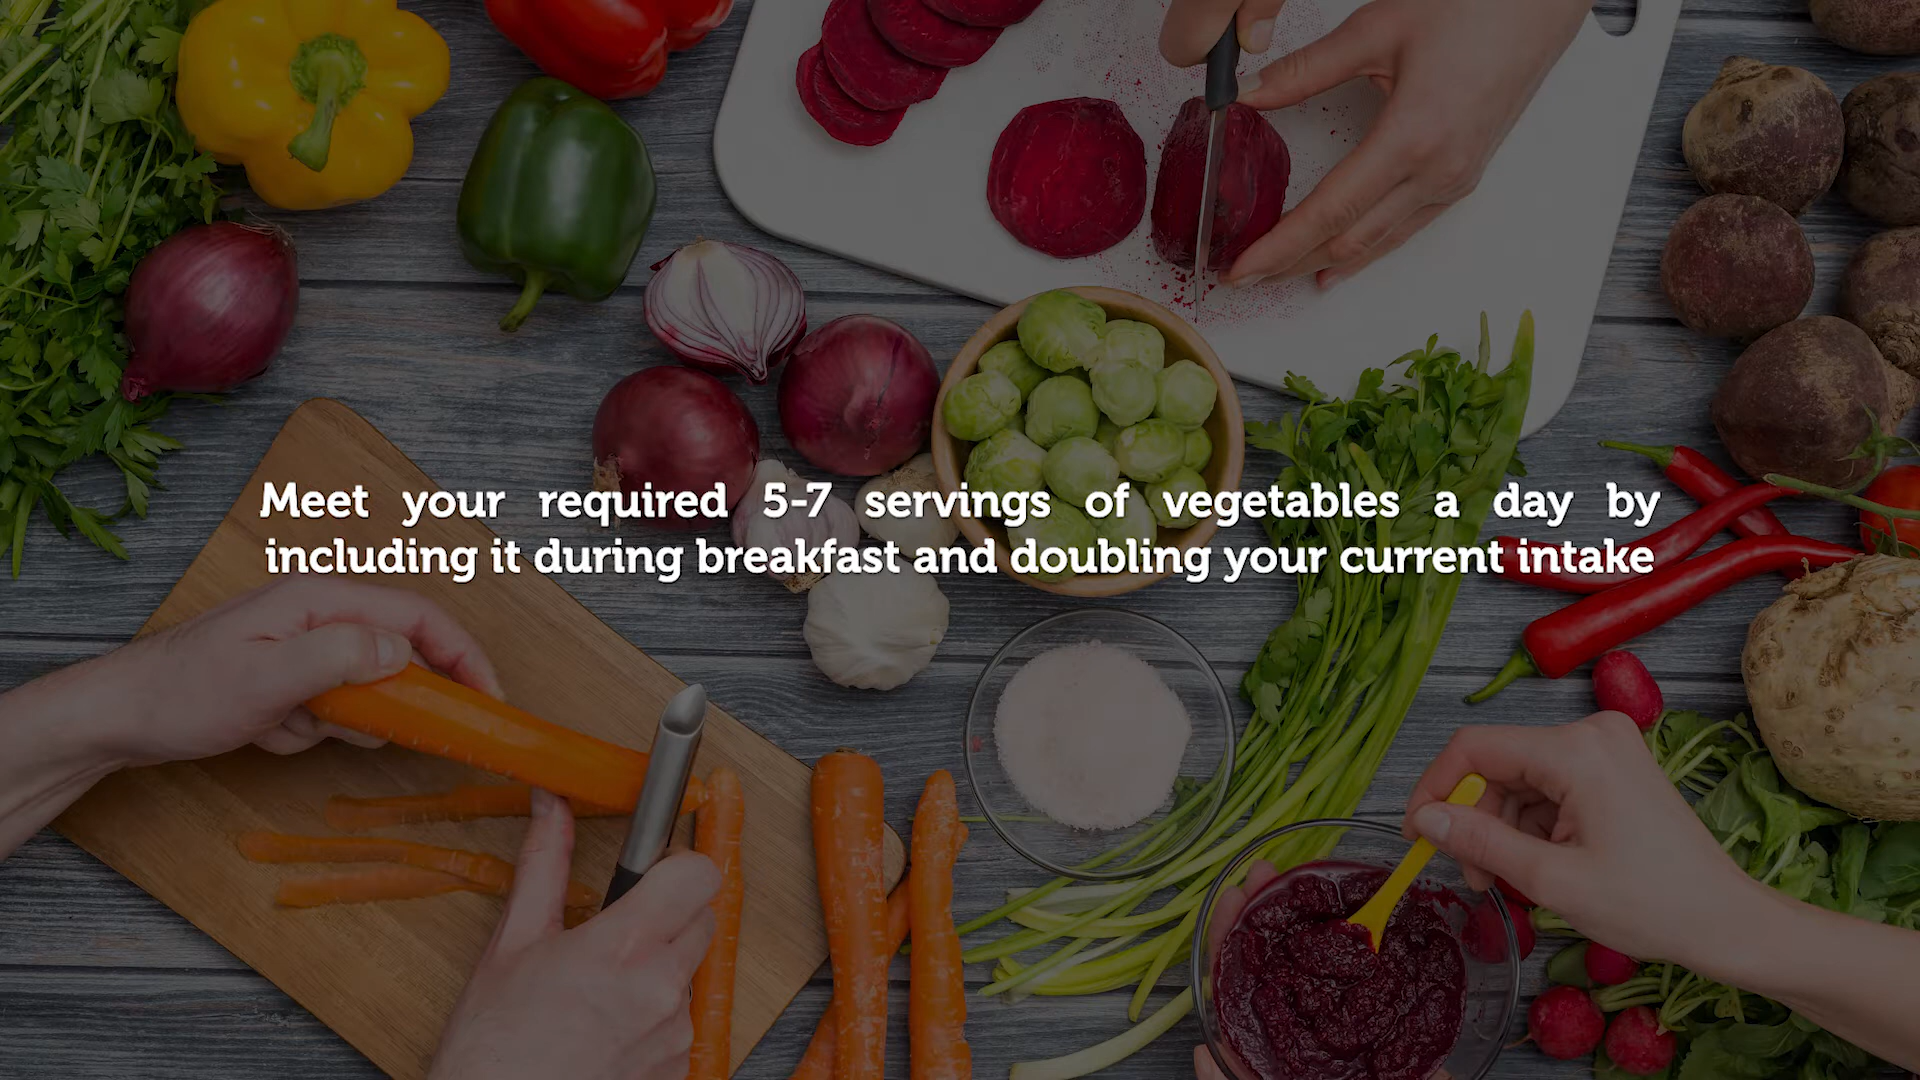 Meet your required 5-7 servings of vegetables a day by
including it during breakfast and doubling your current intake